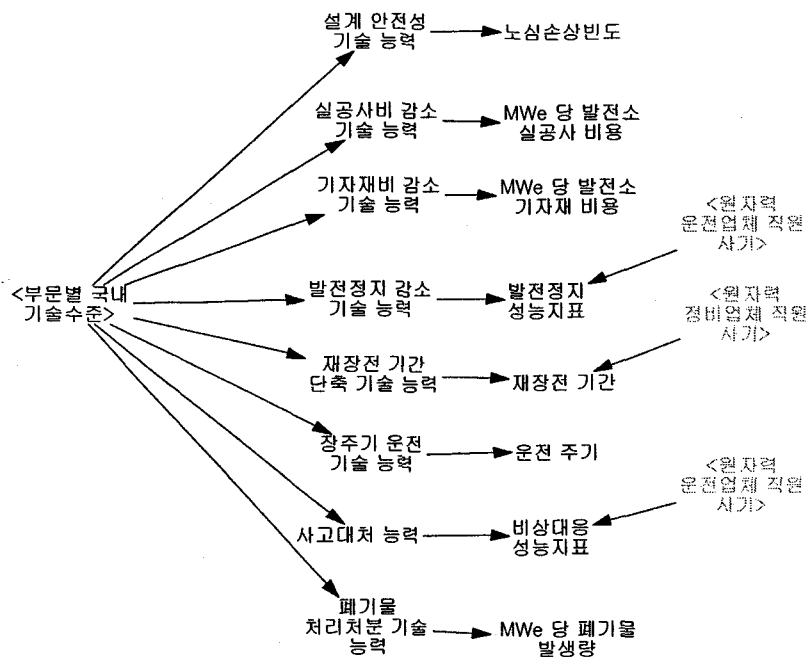 설계 안전성
기술 능력
노심손상빈도
실공사비 감소
기술 능력
MWe 당 발전소
실공사 비용
기자재비 감소
기술 능력
MWe 당 발전소
기자재 비용
<원자력
운전업체 직원
사기>
<부문별 국내
기술수준>
발전정지 감소
기술 능력
발전정지
성능지표
<원자력
정비업체 직원
사기>
재장전 기간
단축 기술 능력
재장전 기간
장주기 운전
기술 능력
운전 주기
<원자력
운전업체 직원
사기>
사고대처 능력
비상대응
성능지표
폐기물
처리처분 기술
능력
MWe 당 폐기물
발생량